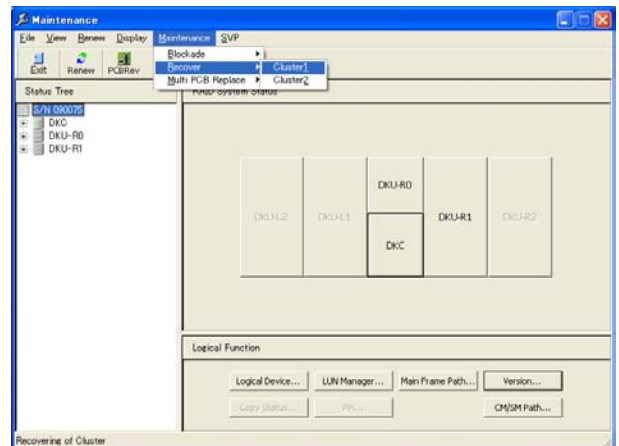 Maintenance
File View Renew Display Maintenance SVP
Exit Renew PCBRev
Blockade
Recover
Multi PCB Replace
Cluster1
Cluster2
Status Tree
RAID System Status
S/N 090075
DKC
DKU-R0
DKU-R1
DKU-L2
DKU-L1
DKU-R0
DKC
DKU-R1
DKU-R2
Logical Function
Logical Device... LUN Manager... Main Frame Path... Version...
Copy Status... Pin... CM/SM Path...
Recovering of Cluster